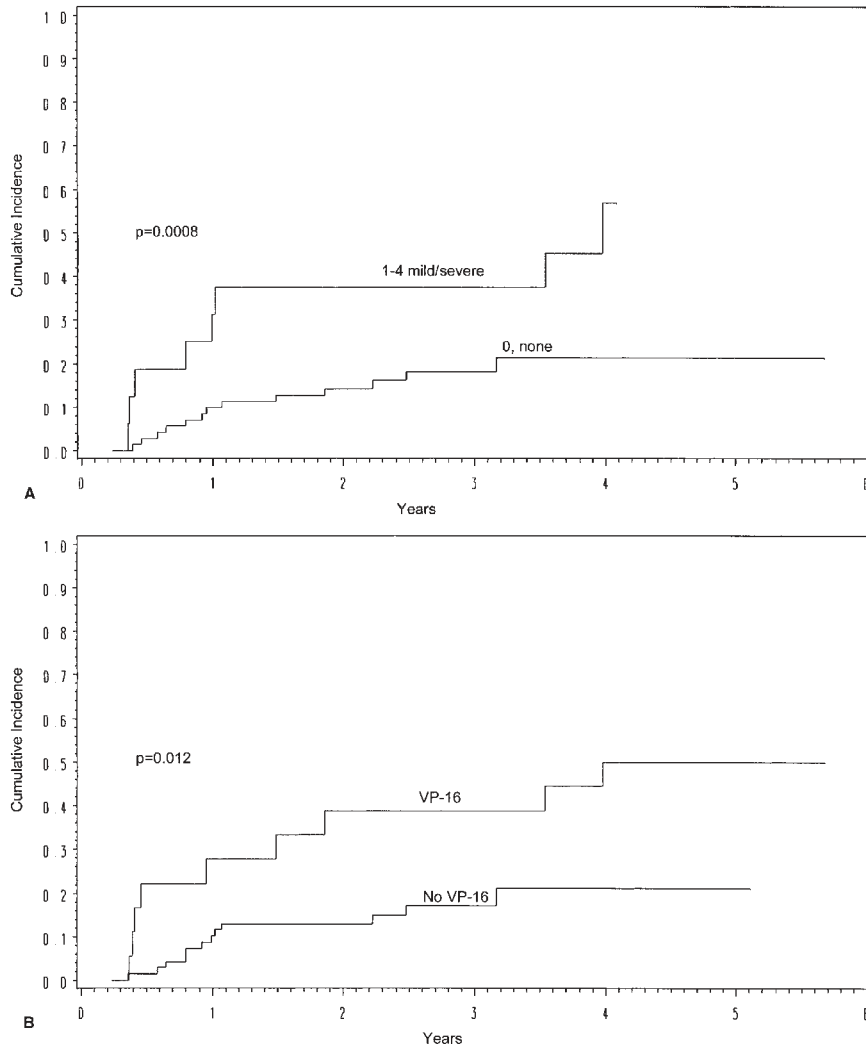 1 0
0 9
0 8
0 7
0 6
0 5
0 4
0 3
0 2
0 1
0.0
Cumulative Incidence
p=0.0008
1-4 mild/severe
0, none
0 1 2 3 4 5 6
Years
A
1 0
0.9
0.8
0.7
0.6
0.5
0.4
0.3
0.2
0.1
0 0
Cumulative Incidence
p=0.012
VP-16
No VP-16
0 1 2 3 4 5 6
Years
B